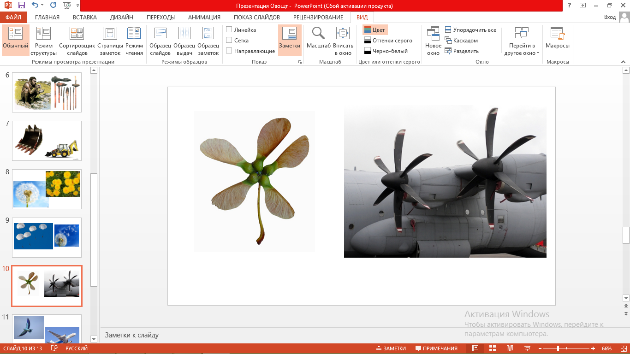 Презентация Овощи - PowerPoint (Сбой активации продукта)
ФАЙЛ ГЛАВНАЯ ВСТАВКА ДИЗАЙН ПЕРЕХОДЫ АНИМАЦИЯ ПОКАЗ СЛАЙДОВ РЕЦЕНЗИРОВАНИЕ ВИД Вход
Обычный Режим структуры Сортировщик слайдов Страницы заметок Режим чтения
Образец слайдов Образец выдач Образец заметок
Линейка
Сетка
Направляющие
Заметки
Масштаб Вписать в окно
Цвет
Оттенки серого
Черно-белый
Новое окно
Упорядочить все
Каскадом
Разделить
Перейти в другое окно
Макросы
Режимы просмотра презентации Режимы образцов Показ Масштаб Цвет или оттенки серого Окно Макросы
6
7
8
9
10
11
Активация Windows
Чтобы активировать Windows, перейдите к
параметрам компьютера.
Заметки к слайду
СЛАЙД 10 ИЗ 13 РУССКИЙ ЗАМЕТКИ ПРИМЕЧАНИЯ 68%